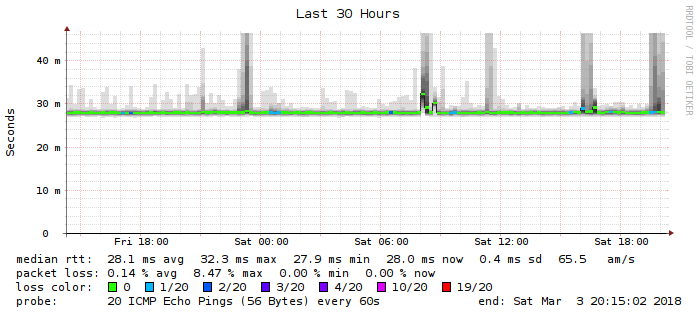 Last 30 Hours
RRDTOOL / TOBI OETIKER
Seconds
40 m
30 m
20 m
10 m
0
Fri 18:00 Sat 00:00 Sat 06:00 Sat 12:00 Sat 18:00
median rtt: 28.1 ms avg 32.3 ms max 27.9 ms min 28.0 ms now 0.4 ms sd 65.5 am/s
packet loss: 0.14 % avg 8.47 % max 0.00 % min 0.00 % now
loss color: 0 1/20 2/20 3/20 4/20 10/20 19/20
probe: 20 ICMP Echo Pings (56 Bytes) every 60s end: Sat Mar 3 20:15:02 2018